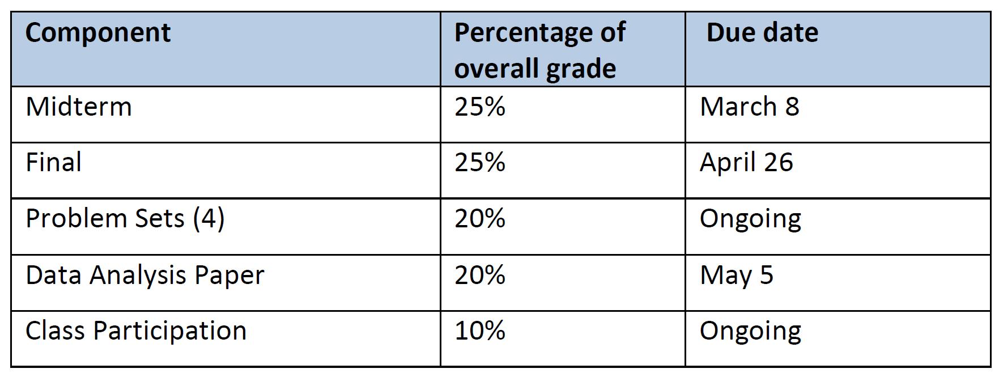 Component Percentage of overall grade Due date
Midterm 25% March 8
Final 25% April 26
Problem Sets (4) 20% Ongoing
Data Analysis Paper 20% May 5
Class Participation 10% Ongoing